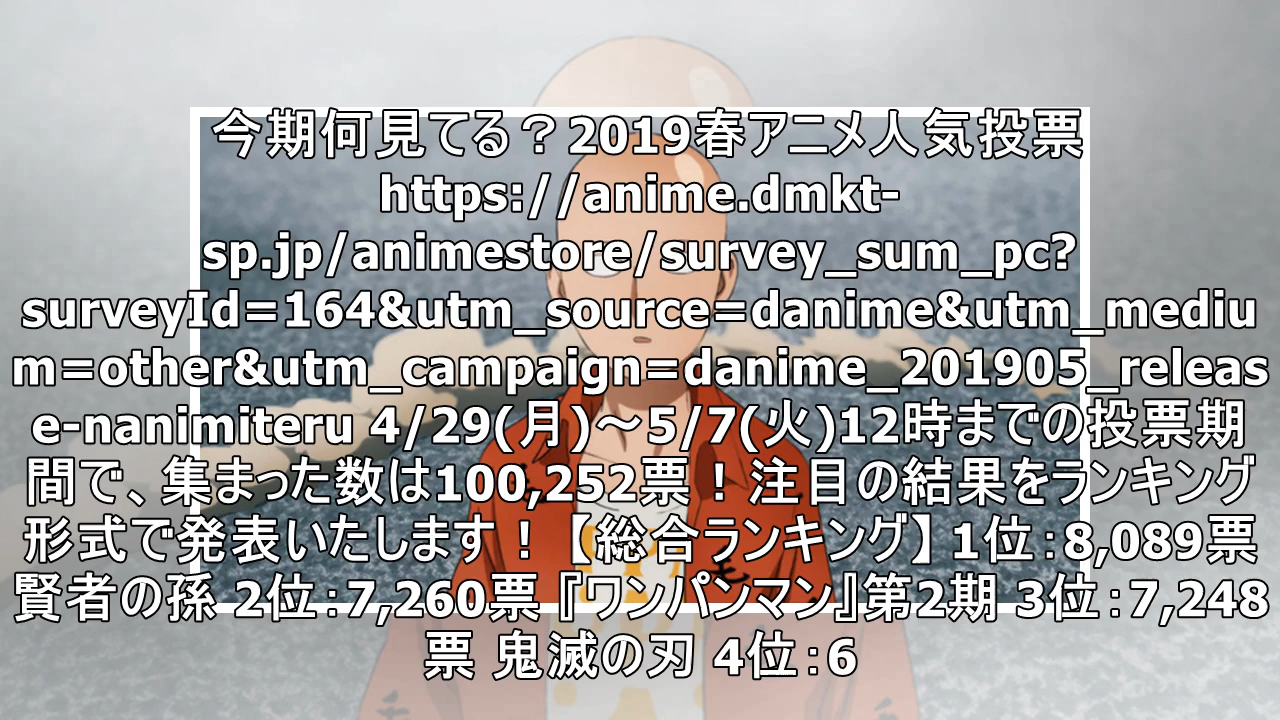 今期何見てる？2019春アニメ人気投票
https://anime.dmkt-
sp.jp/animestore/survey_sum_pc?
surveyId=164&utm_source=danime&utm_mediu
m=other&utm_campaign=danime_201905_releas
e-nanimiteru 4/29(月)～5/7(火)12時までの投票期
間で、集まった数は100,252票！注目の結果をランキング
形式で発表いたします！【総合ランキング】1位：8,089票
賢者の孫 2位：7,260票『ワンパンマン』第2期 3位：7,248
票 鬼滅の刃 4位：6
モ